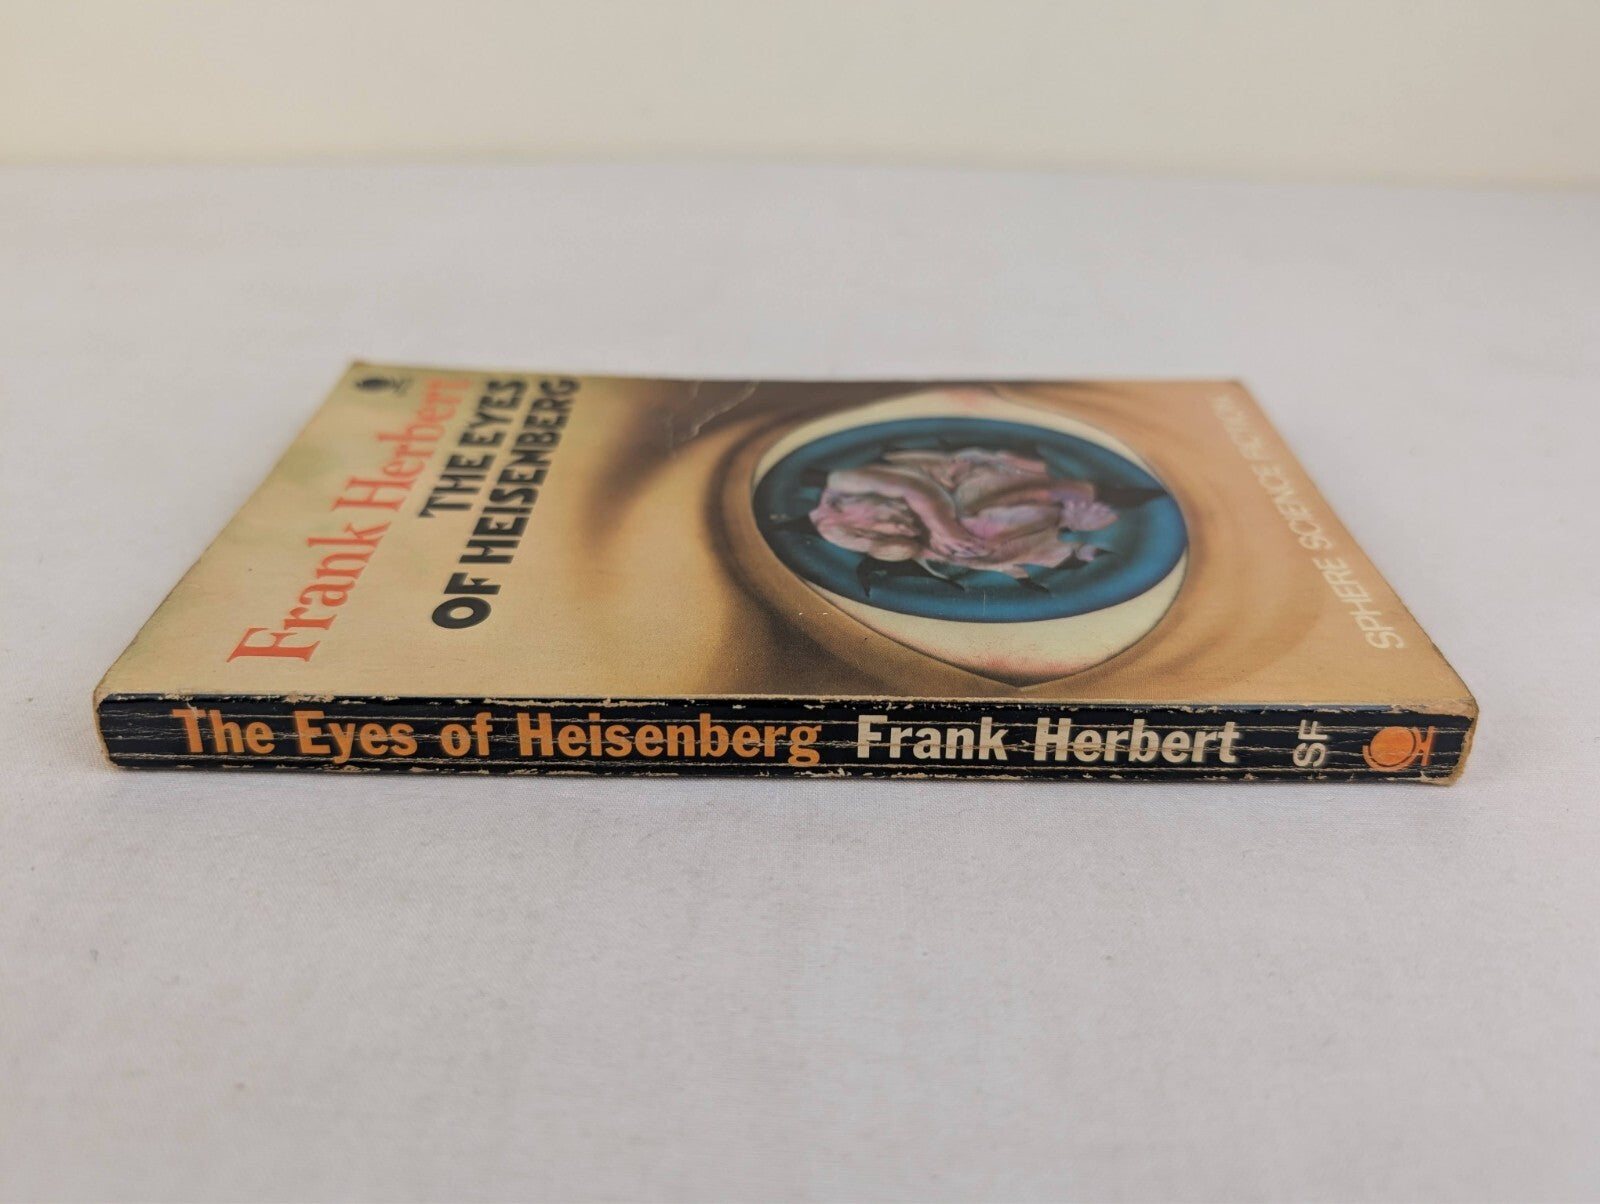 Frank Herbert
THE EYES
OF HEISENBERG
SPHERE SCIENCE FICTION
The Eyes of Heisenberg Frank Herbert SF